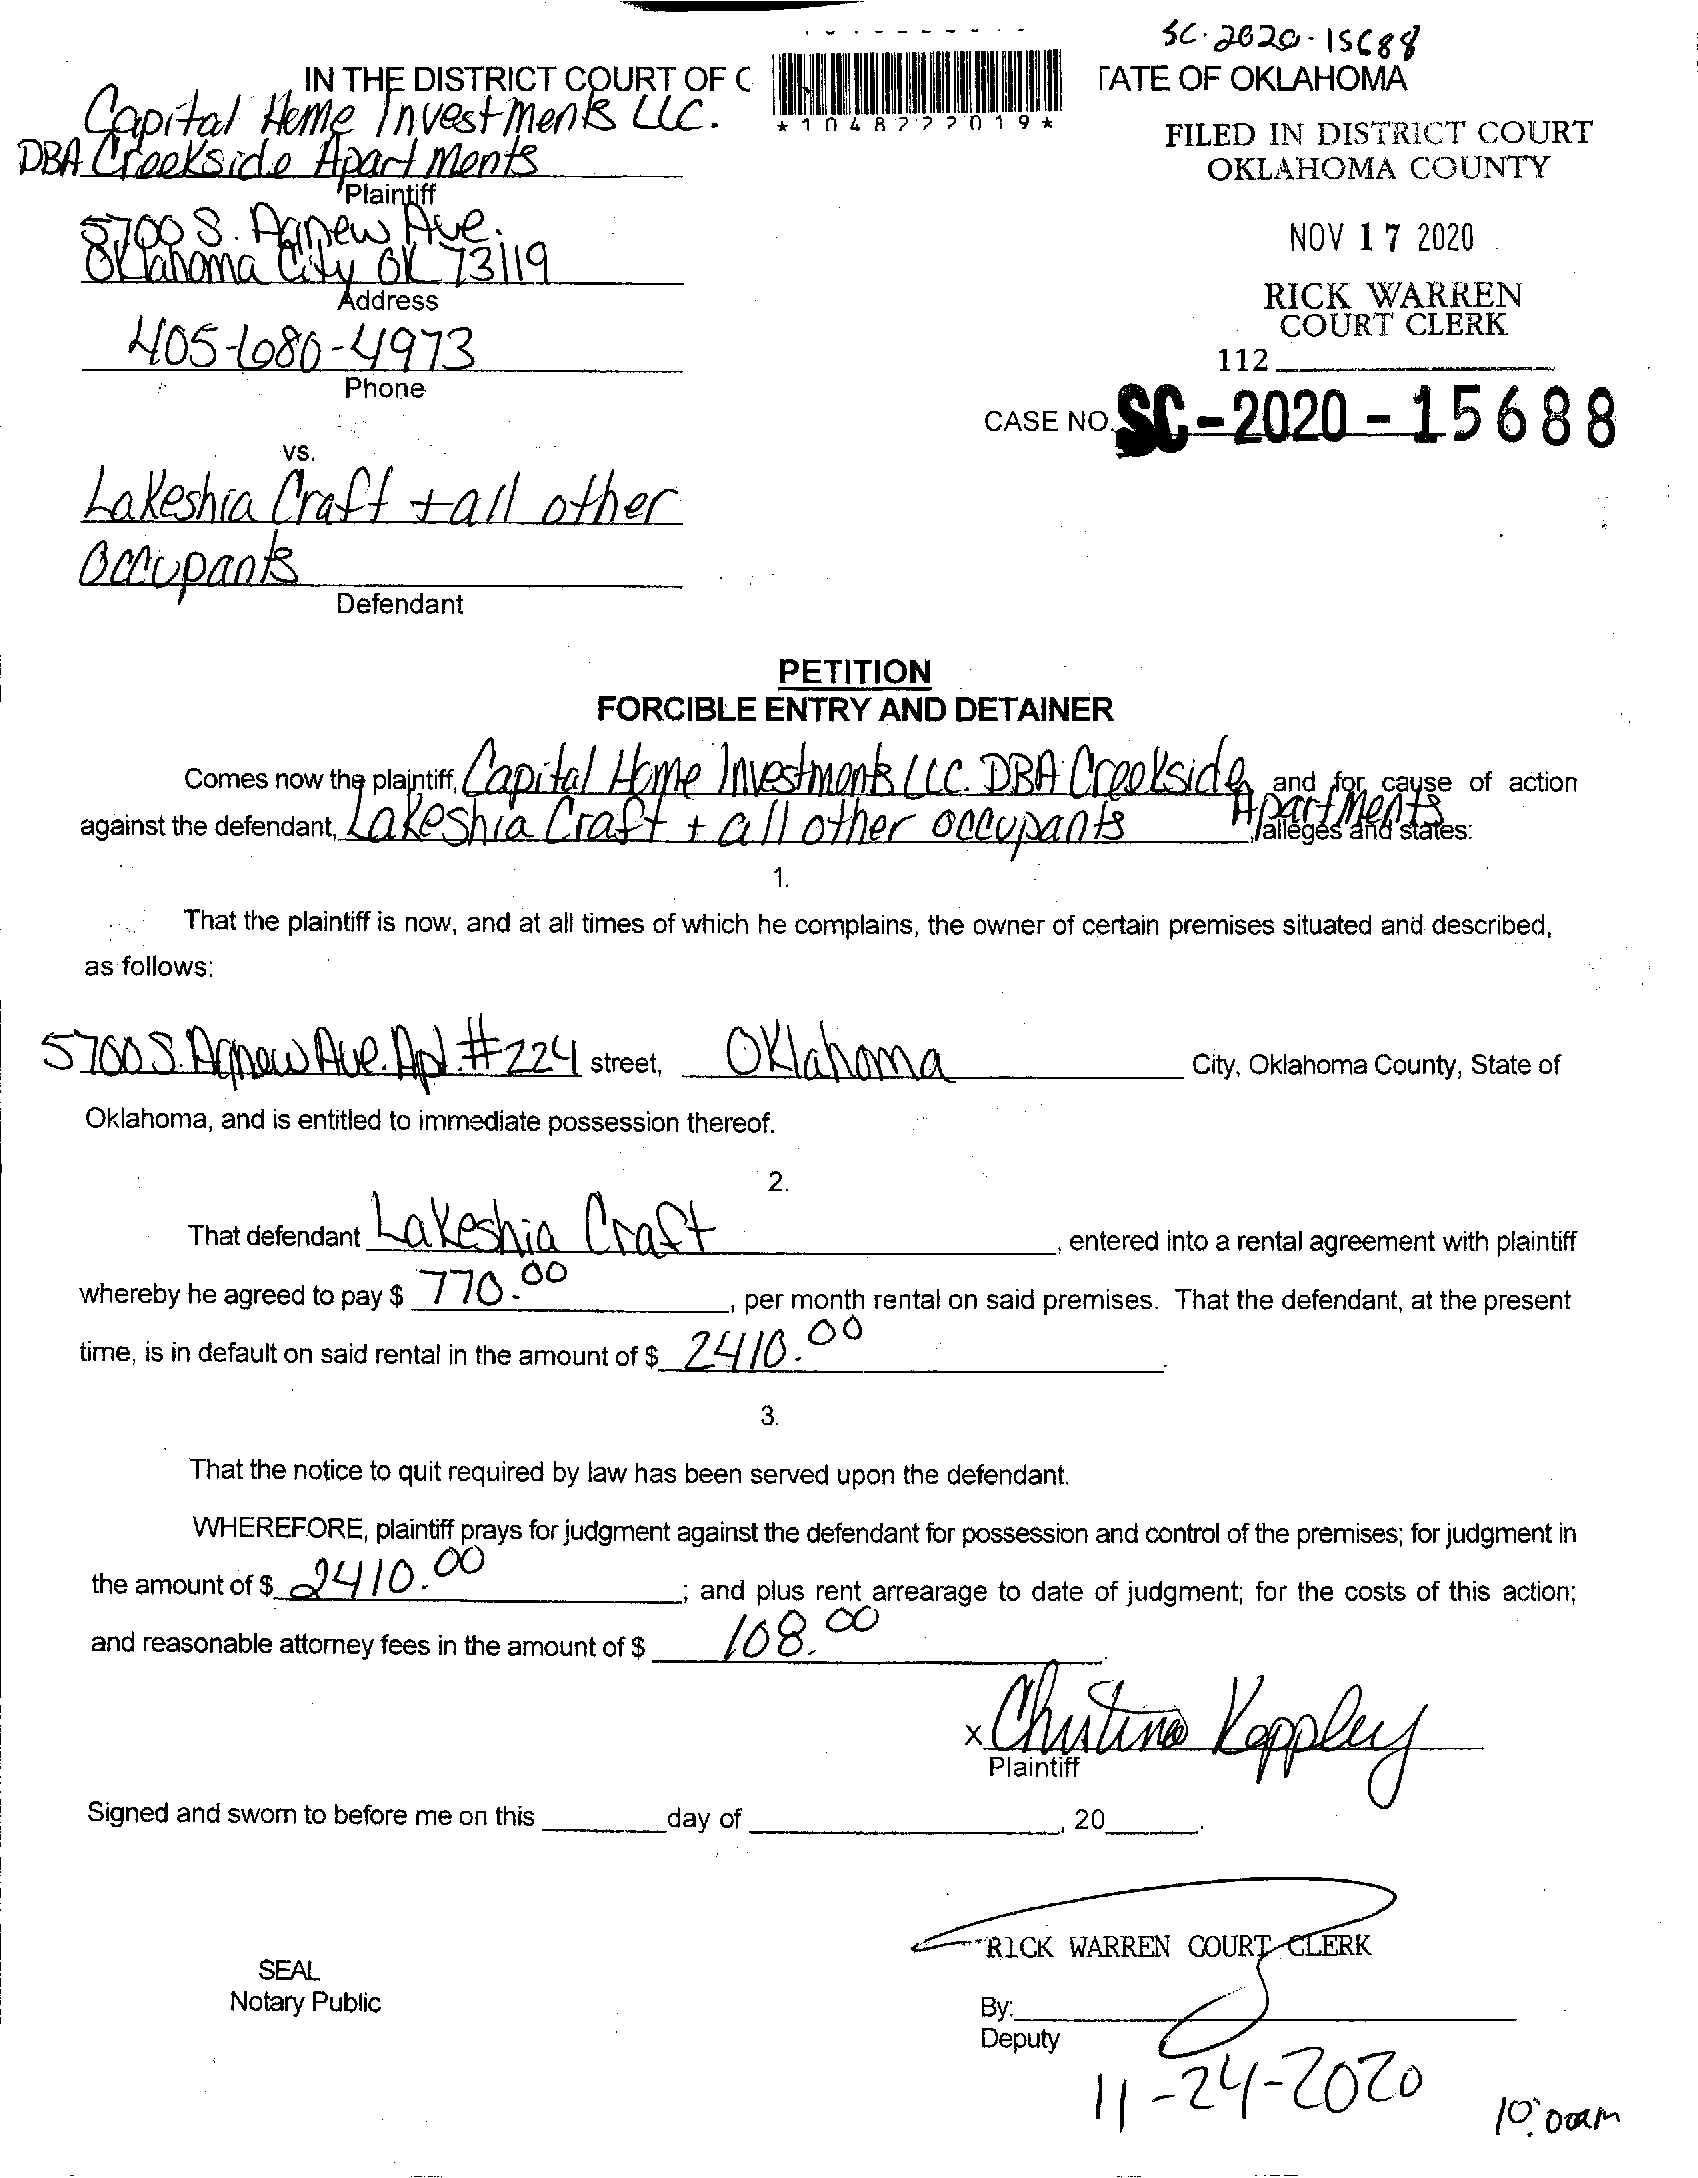 SC-2020-15688
IN THE DISTRICT COURT OF C TATE OF OKLAHOMA
*1048722019*
Capital Home Investments LLC.
DBA Creekside Apartments
Plaintiff
FILED IN DISTRICT COURT
OKLAHOMA COUNTY
NOV 17 2020
RICK WARREN
COURT CLERK
112
5700 S. Agnew Ave.
Oklahoma City OK 73119
Address
405-680-4973
Phone
CASE NO. SC-2020-15688
vs.
Lakeshia Craft + all other
Occupants
Defendant
PETITION
FORCIBLE ENTRY AND DETAINER
Comes now the plaintiff, Capital Home Investments LLC. DBA Creekside Apartments and for cause of action
against the defendant, Lakeshia Craft + all other occupants, alleges and states:
1.
That the plaintiff is now, and at all times of which he complains, the owner of certain premises situated and described,
as follows:
5700 S. Agnew Ave. Apt. #224 street, Oklahoma City, Oklahoma County, State of
Oklahoma, and is entitled to immediate possession thereof.
2.
That defendant Lakeshia Craft, entered into a rental agreement with plaintiff
whereby he agreed to pay $ 770.00, per month rental on said premises. That the defendant, at the present
time, is in default on said rental in the amount of $ 2410.00.
3.
That the notice to quit required by law has been served upon the defendant.
WHEREFORE, plaintiff prays for judgment against the defendant for possession and control of the premises; for judgment in
the amount of $ 2410.00; and plus rent arrearage to date of judgment; for the costs of this action;
and reasonable attorney fees in the amount of $ 108.00.
x Christina Keppley
Plaintiff
Signed and sworn to before me on this day of , 20 .
RICK WARREN COURT CLERK
SEAL
Notary Public
By:
Deputy
11-24-2020
10:00am